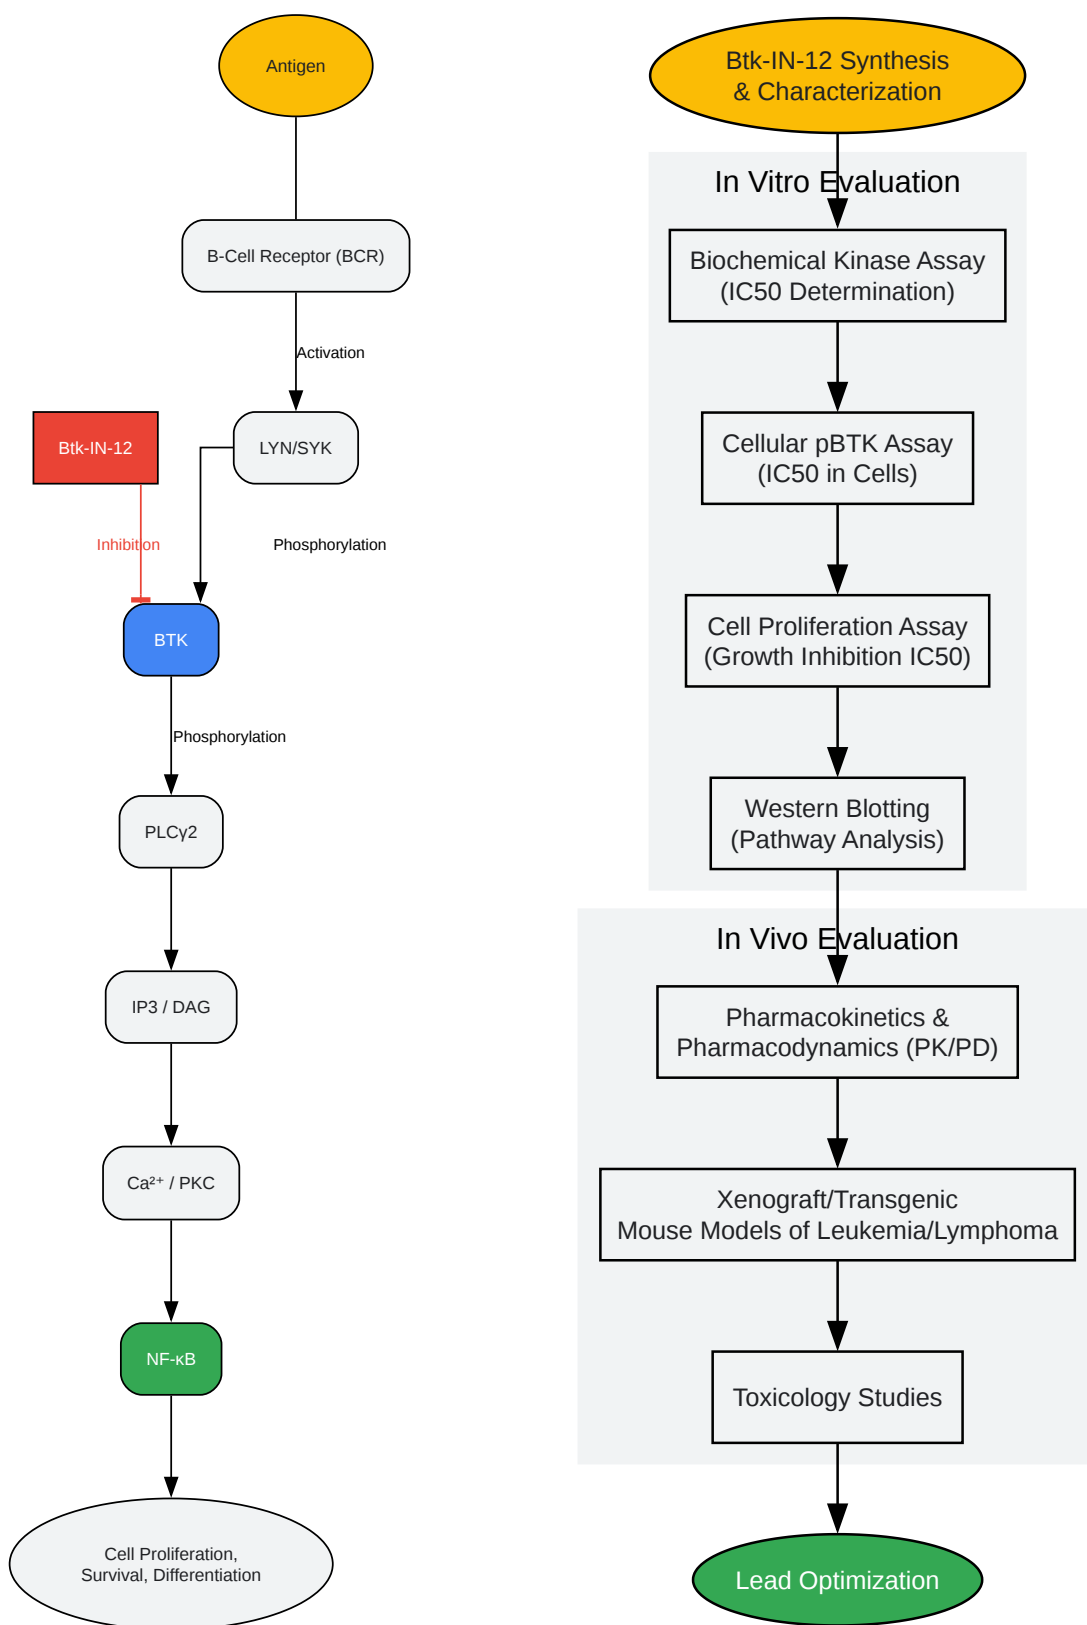 Antigen
B-Cell Receptor (BCR)
Activation
Btk-IN-12
LYN/SYK
Inhibition
Phosphorylation
BTK
Phosphorylation
PLCγ2
IP3 / DAG
Ca²⁺ / PKC
NF-κB
Cell Proliferation,
Survival, Differentiation
Btk-IN-12 Synthesis
& Characterization
In Vitro Evaluation
Biochemical Kinase Assay
(IC50 Determination)
Cellular pBTK Assay
(IC50 in Cells)
Cell Proliferation Assay
(Growth Inhibition IC50)
Western Blotting
(Pathway Analysis)
In Vivo Evaluation
Pharmacokinetics &
Pharmacodynamics (PK/PD)
Xenograft/Transgenic
Mouse Models of Leukemia/Lymphoma
Toxicology Studies
Lead Optimization